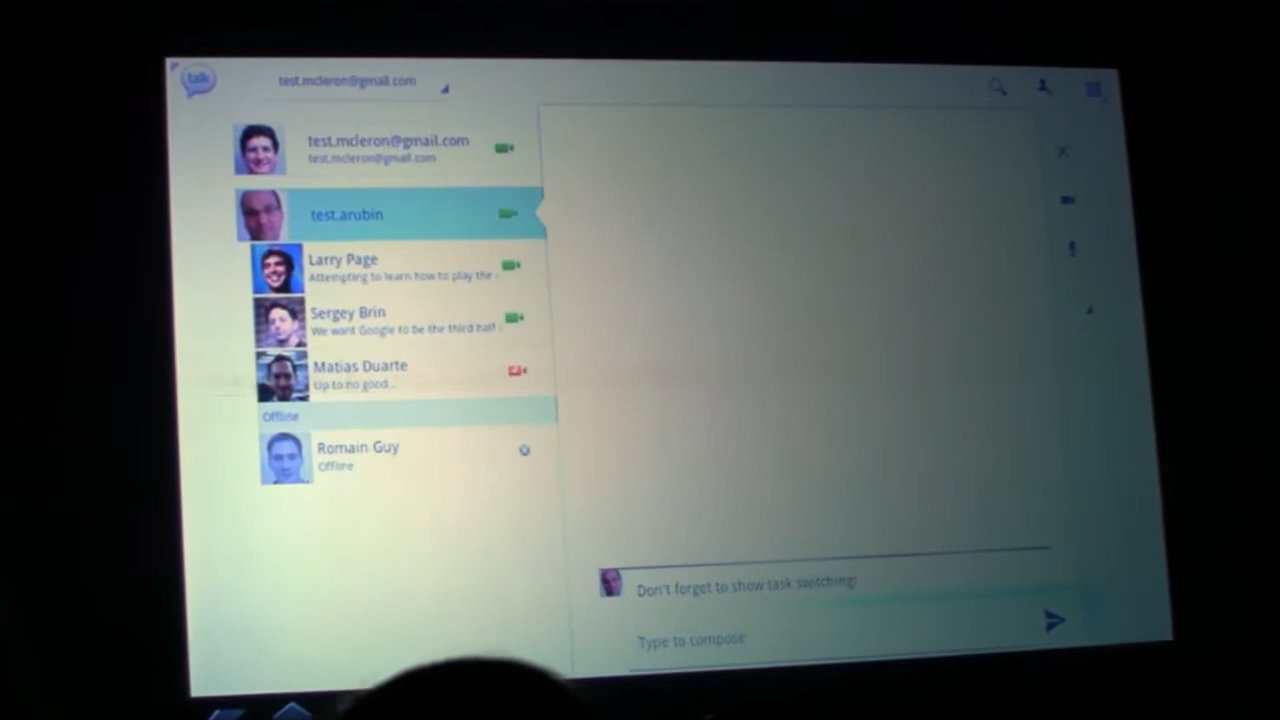 talk
test.mcleron@gmail.com
test.mcleron@gmail.com
test.mcleron@gmail.com
test.arubin
Larry Page
Attempting to learn how to play the
Sergey Brin
We want Google to be the third half
Matias Duarte
Up to no good...
Offline
Romain Guy
Offline
Don't forget to show task switching!
Type to compose